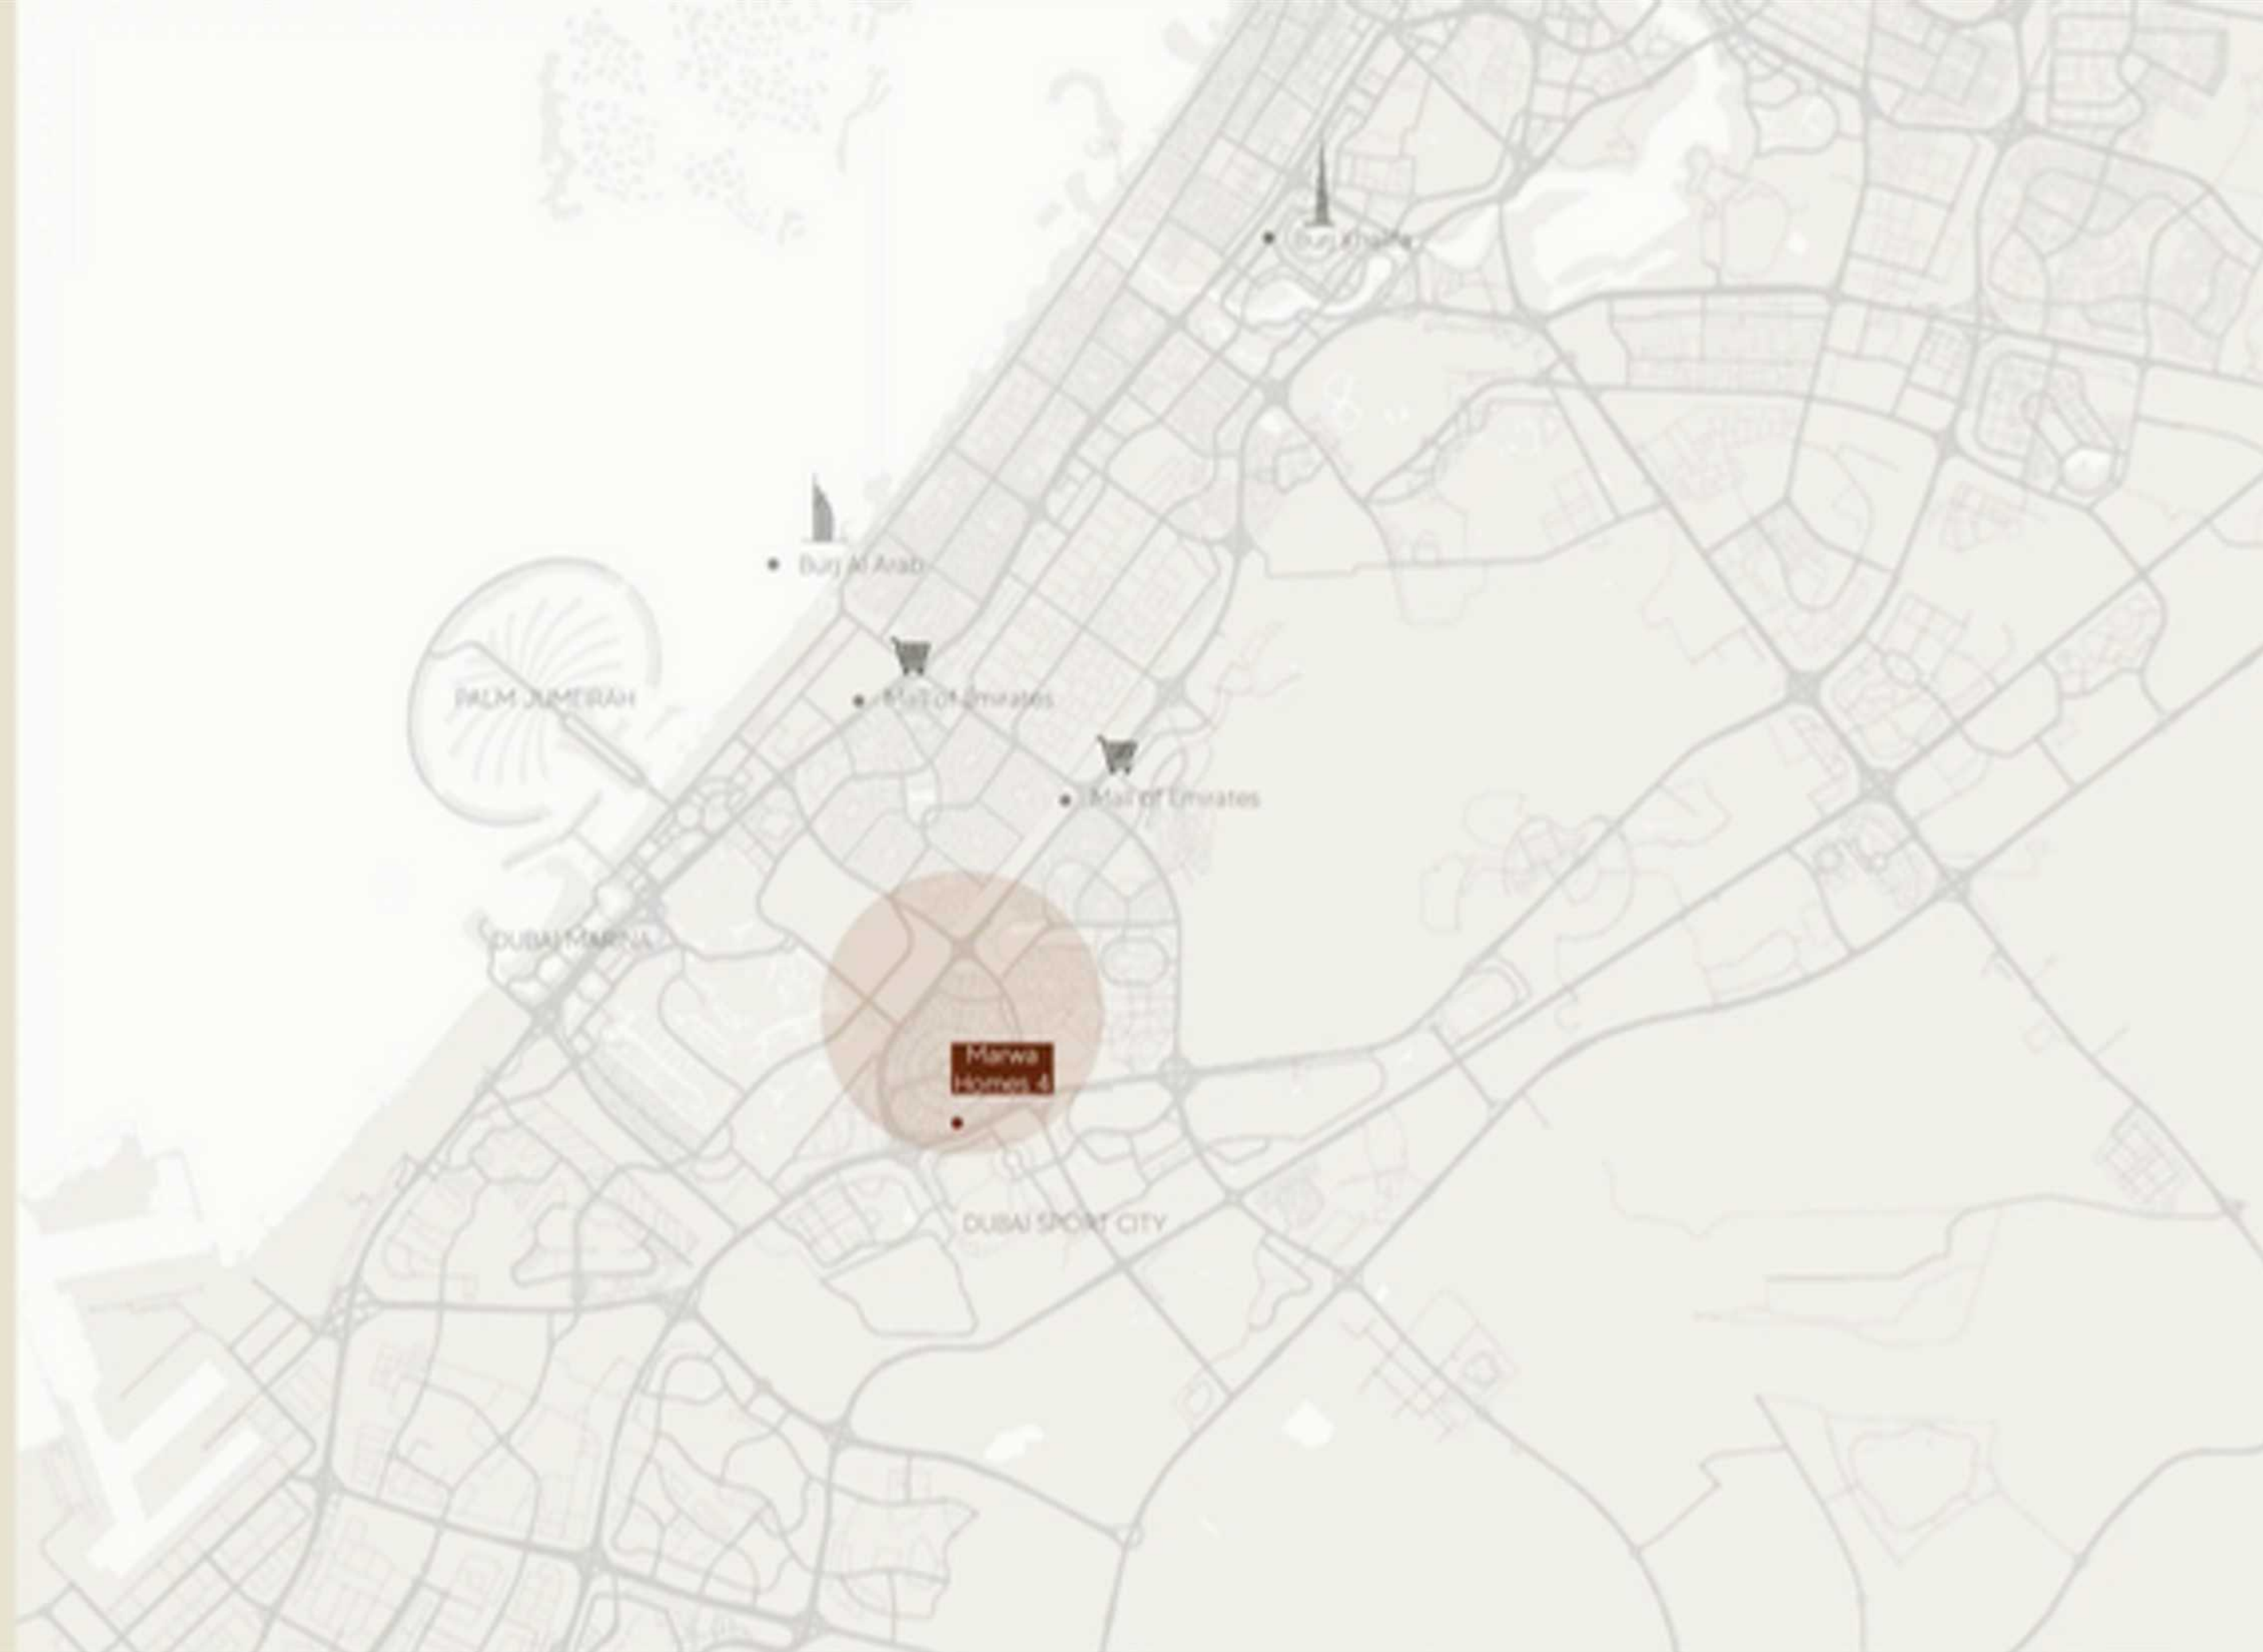 Burj Khalifa
Burj Al Arab
PALM JUMEIRAH
Mall of Emirates
Mall of Emirates
DUBAI MARINA
Marwa
Homes 4
DUBAI SPORT CITY